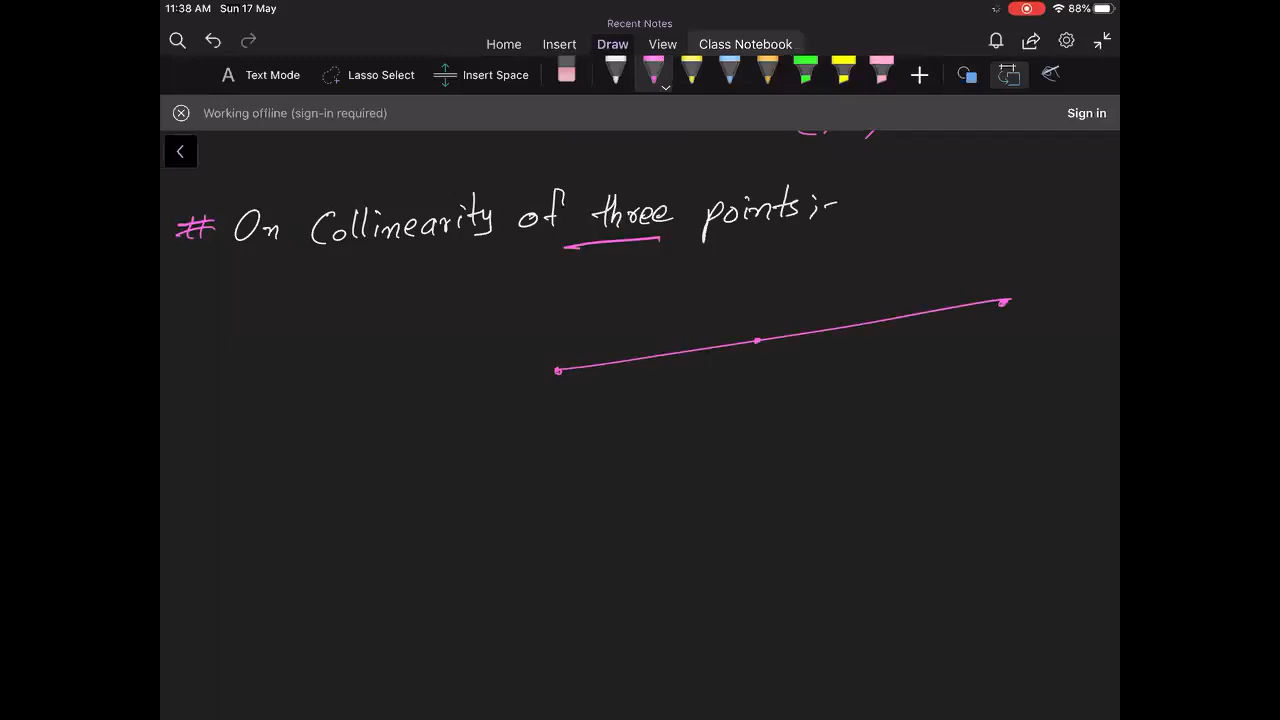 11:38 AM Sun 17 May
88%
Recent Notes
Home Insert Draw View Class Notebook
Text Mode Lasso Select Insert Space
Working offline (sign-in required) Sign in
# On Collinearity of three points:-